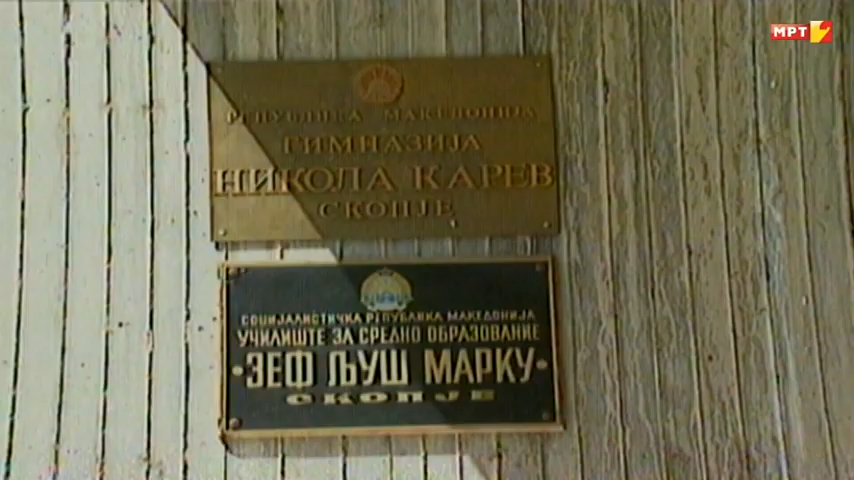 МРТ
РЕПУБЛИКА МАКЕДОНИЈА
ГИМНАЗИЈА
НИКОЛА КАРЕВ
СКОПЈЕ
СОЦИЈАЛИСТИЧКА РЕПУБЛИКА МАКЕДОНИЈА
УЧИЛИШТЕ ЗА СРЕДНО ОБРАЗОВАНИЕ
•ЗЕФ ЉУШ МАРКУ•
СКОПЈЕ